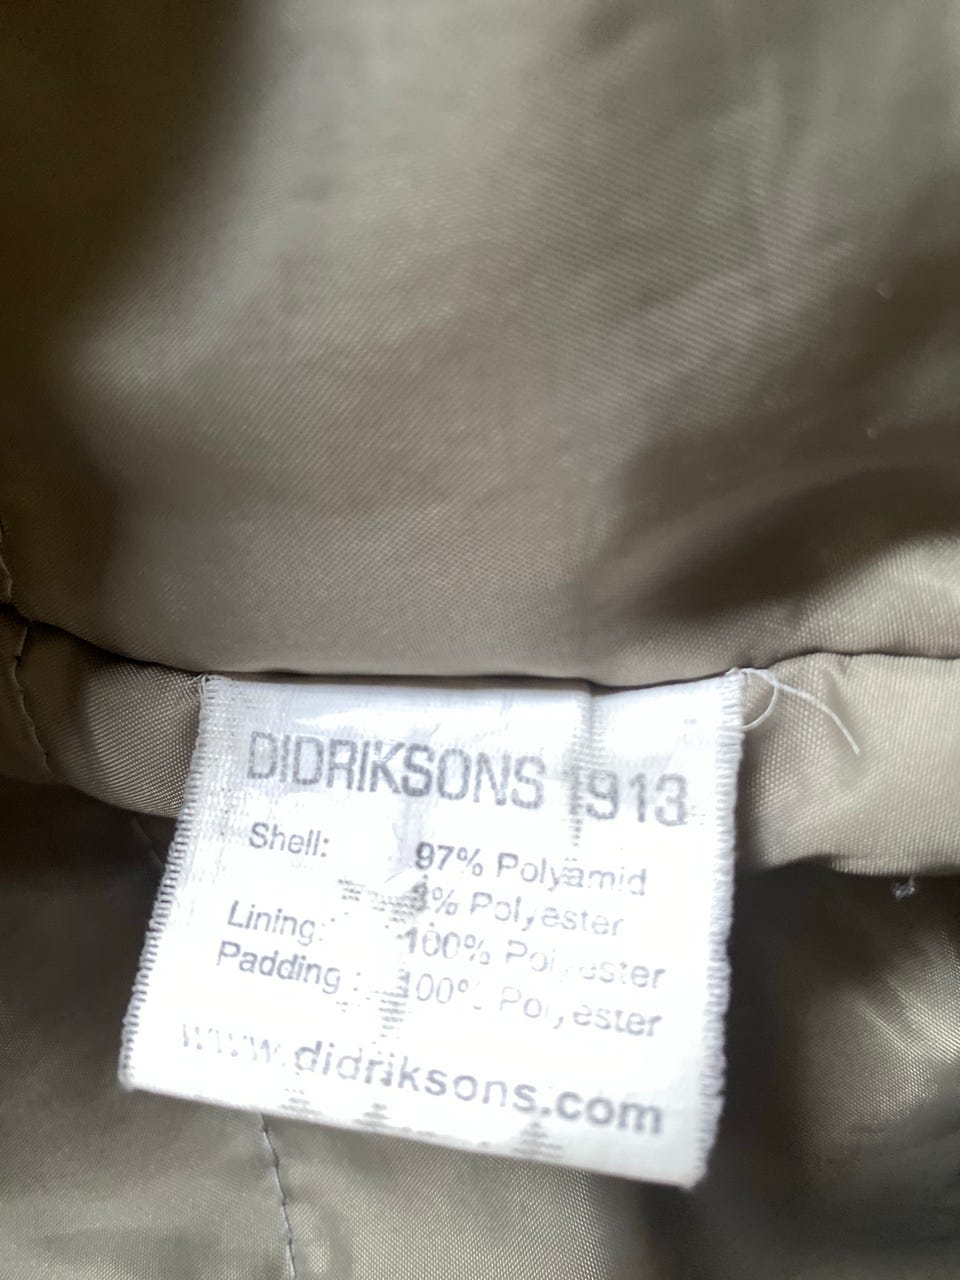 DIDRIKSONS 1913
Shell: 97% Polyamid
3% Polyester
Lining: 100% Polyester
Padding : 100% Polyester
www.didriksons.com